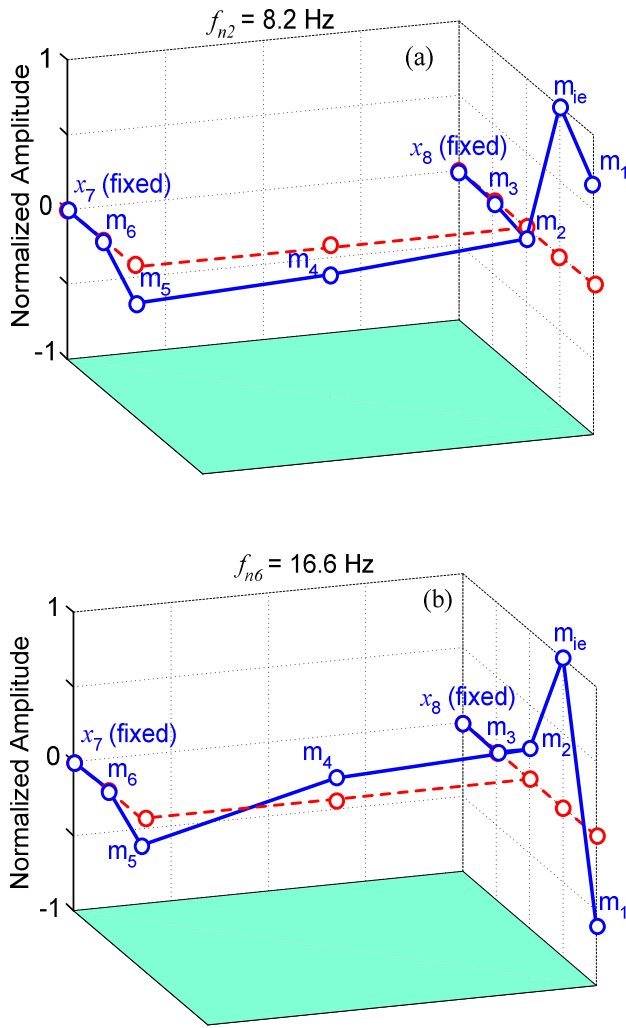 f_n2 = 8.2 Hz
(a)
1
0
-1
Normalized Amplitude
x_7 (fixed)
m_6
m_5
m_4
x_8 (fixed)
m_3
m_2
m_ie
m_1
f_n6 = 16.6 Hz
(b)
1
0
-1
Normalized Amplitude
x_7 (fixed)
m_6
m_5
m_4
x_8 (fixed)
m_3
m_2
m_ie
m_1